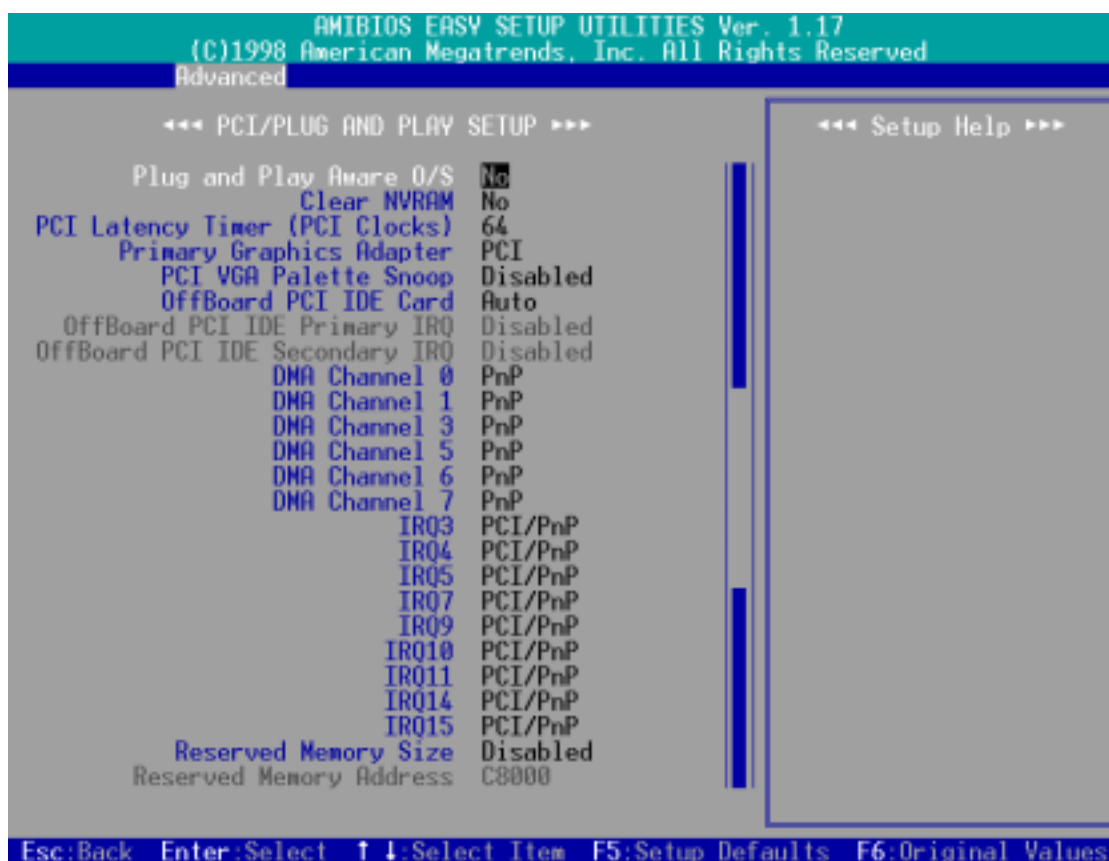 AMIBIOS EASY SETUP UTILITIES Ver. 1.17
(C)1998 American Megatrends, Inc. All Rights Reserved
Advanced
◄◄◄ PCI/PLUG AND PLAY SETUP ►►►
◄◄◄ Setup Help ►►►
Plug and Play Aware O/S No
Clear NVRAM No
PCI Latency Timer (PCI Clocks) 64
Primary Graphics Adapter PCI
PCI VGA Palette Snoop Disabled
OffBoard PCI IDE Card Auto
OffBoard PCI IDE Primary IRQ Disabled
OffBoard PCI IDE Secondary IRQ Disabled
DMA Channel 0 PnP
DMA Channel 1 PnP
DMA Channel 3 PnP
DMA Channel 5 PnP
DMA Channel 6 PnP
DMA Channel 7 PnP
IRQ3 PCI/PnP
IRQ4 PCI/PnP
IRQ5 PCI/PnP
IRQ7 PCI/PnP
IRQ9 PCI/PnP
IRQ10 PCI/PnP
IRQ11 PCI/PnP
IRQ14 PCI/PnP
IRQ15 PCI/PnP
Reserved Memory Size Disabled
Reserved Memory Address C8000
Esc:Back Enter:Select ↑ ↓:Select Item F5:Setup Defaults F6:Original Values